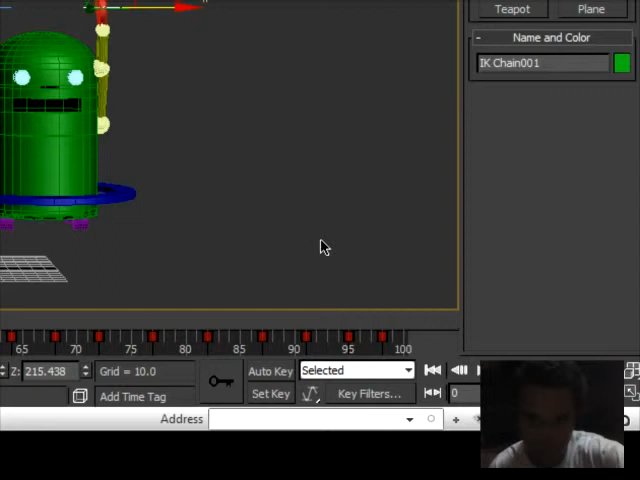 Teapot Plane
- Name and Color
IK Chain001
65 70 75 80 85 90 95 100
Z: 215.438 Grid = 10.0 Auto Key Selected
Add Time Tag Set Key Key Filters... 0
Address